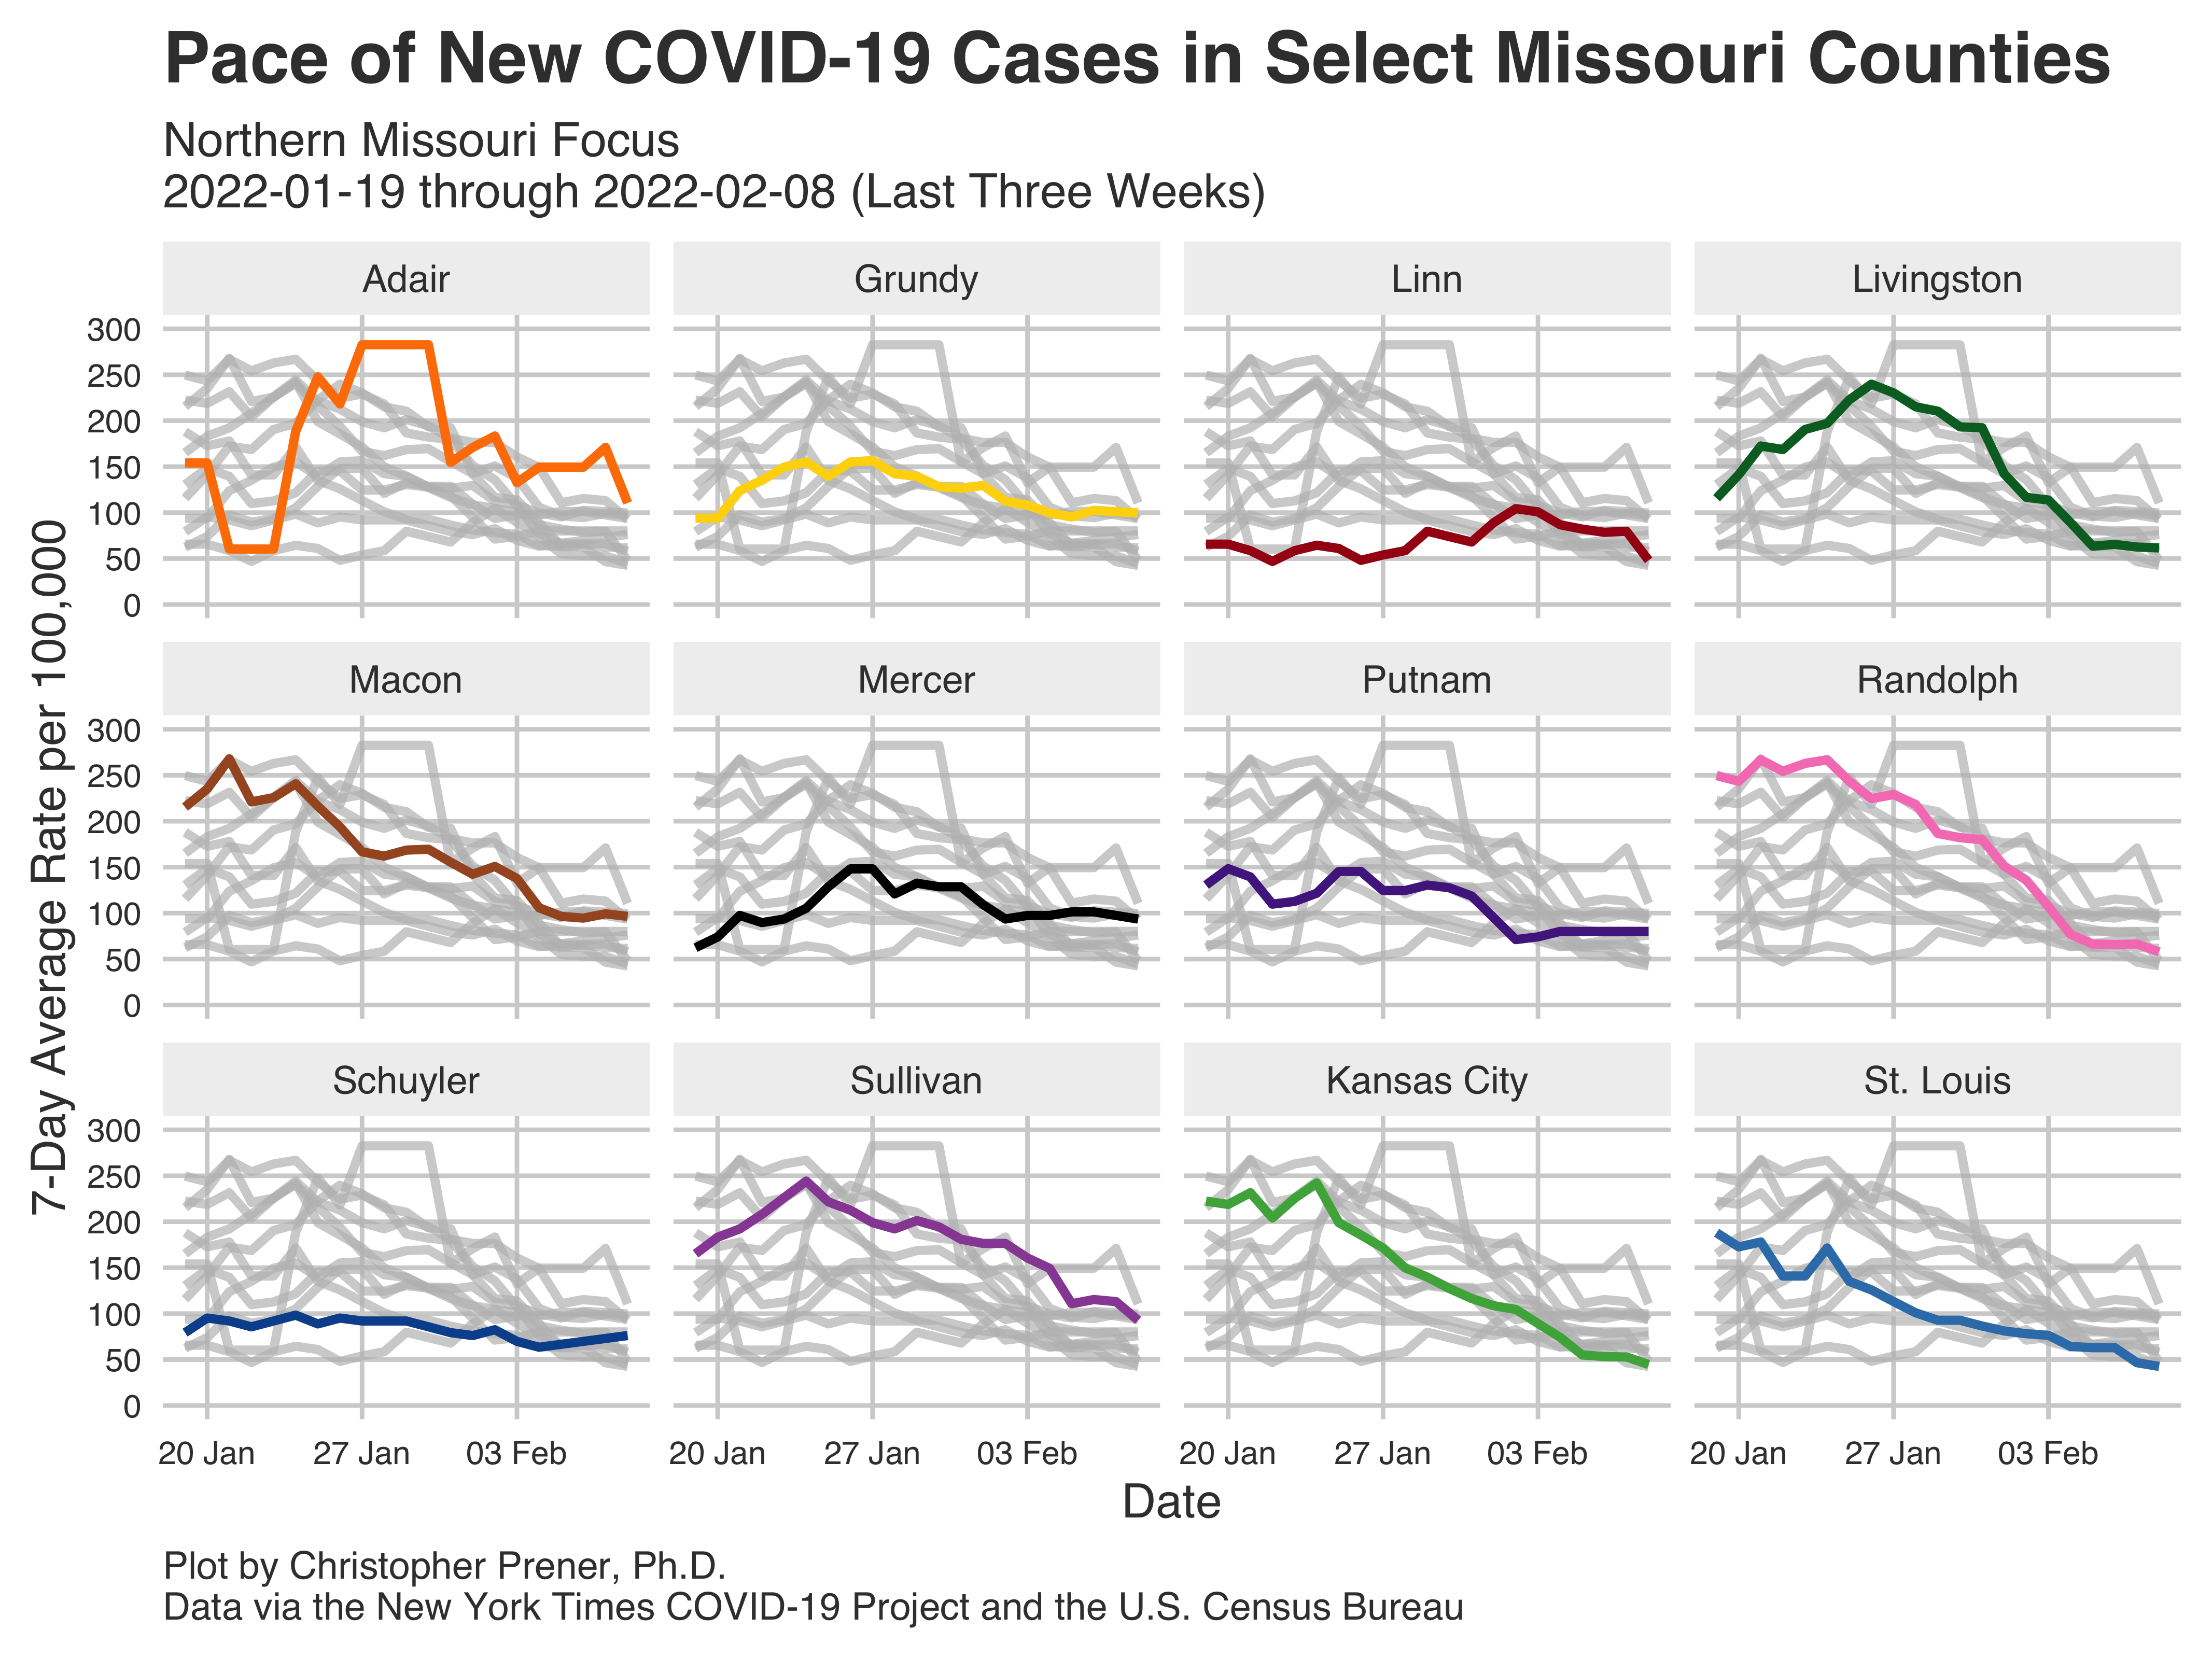 Pace of New COVID-19 Cases in Select Missouri Counties
Northern Missouri Focus
2022-01-19 through 2022-02-08 (Last Three Weeks)
7-Day Average Rate per 100,000
Adair
Grundy
Linn
Livingston
300
250
200
150
100
50
0
Macon
Mercer
Putnam
Randolph
300
250
200
150
100
50
0
Schuyler
Sullivan
Kansas City
St. Louis
300
250
200
150
100
50
0
20 Jan 27 Jan 03 Feb
20 Jan 27 Jan 03 Feb
20 Jan 27 Jan 03 Feb
20 Jan 27 Jan 03 Feb
Date
Plot by Christopher Prener, Ph.D.
Data via the New York Times COVID-19 Project and the U.S. Census Bureau